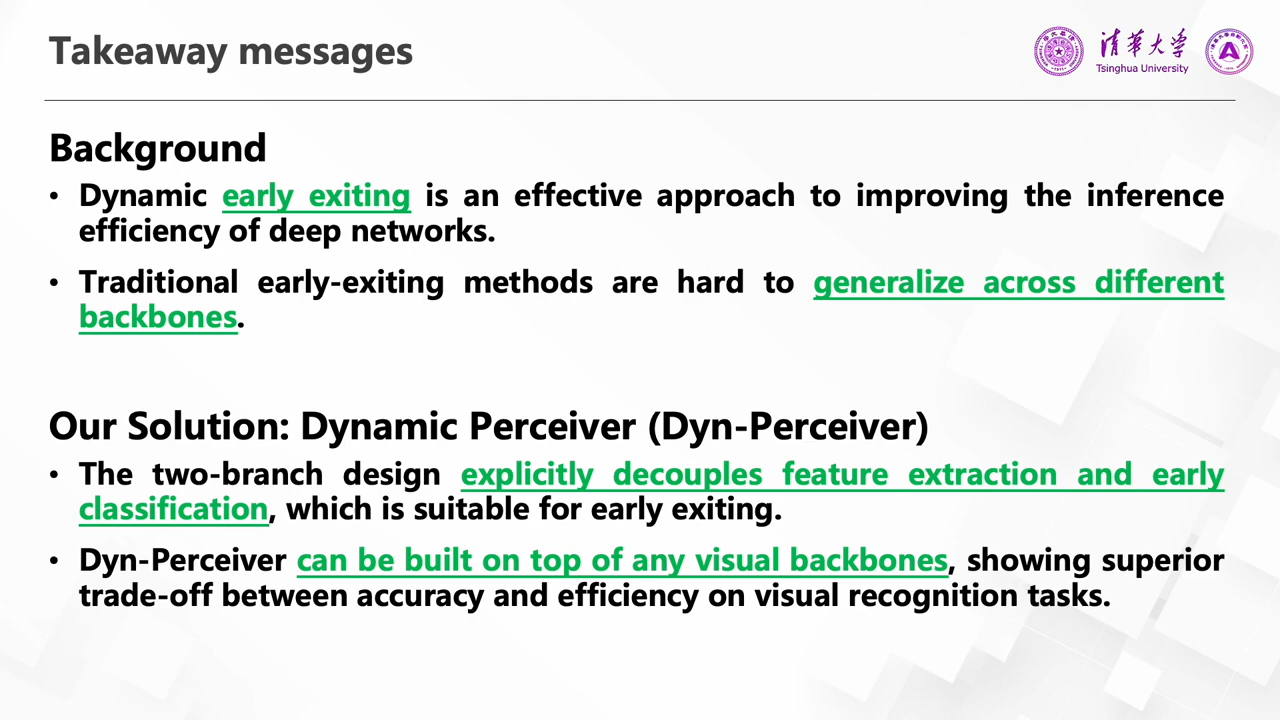 Takeaway messages
清华大学
Tsinghua University
Background
• Dynamic early exiting is an effective approach to improving the inference
efficiency of deep networks.
• Traditional early-exiting methods are hard to generalize across different
backbones.
Our Solution: Dynamic Perceiver (Dyn-Perceiver)
• The two-branch design explicitly decouples feature extraction and early
classification, which is suitable for early exiting.
• Dyn-Perceiver can be built on top of any visual backbones, showing superior
trade-off between accuracy and efficiency on visual recognition tasks.